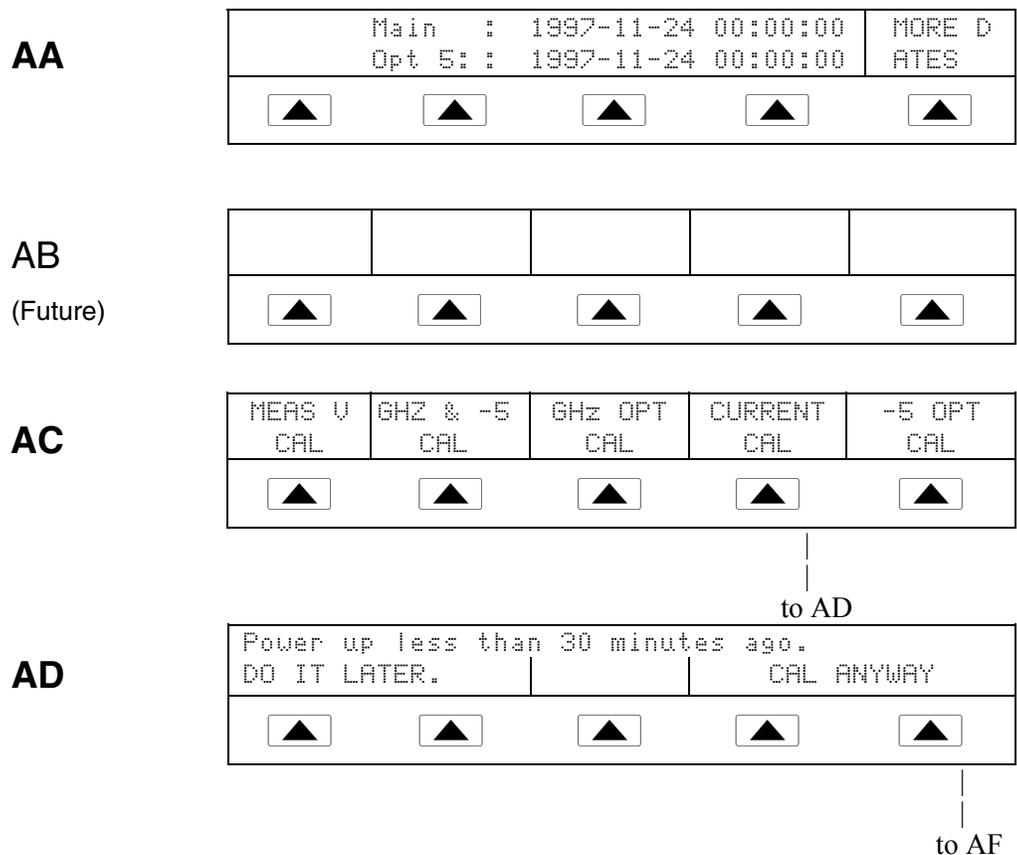 AA
Main : 1997-11-24 00:00:00 MORE D
Opt 5: : 1997-11-24 00:00:00 ATES
AB
(Future)
AC
MEAS V GHZ & -5 GHz OPT CURRENT -5 OPT
CAL CAL CAL CAL CAL
to AD
AD
Power up less than 30 minutes ago.
DO IT LATER. CAL ANYWAY
to AF